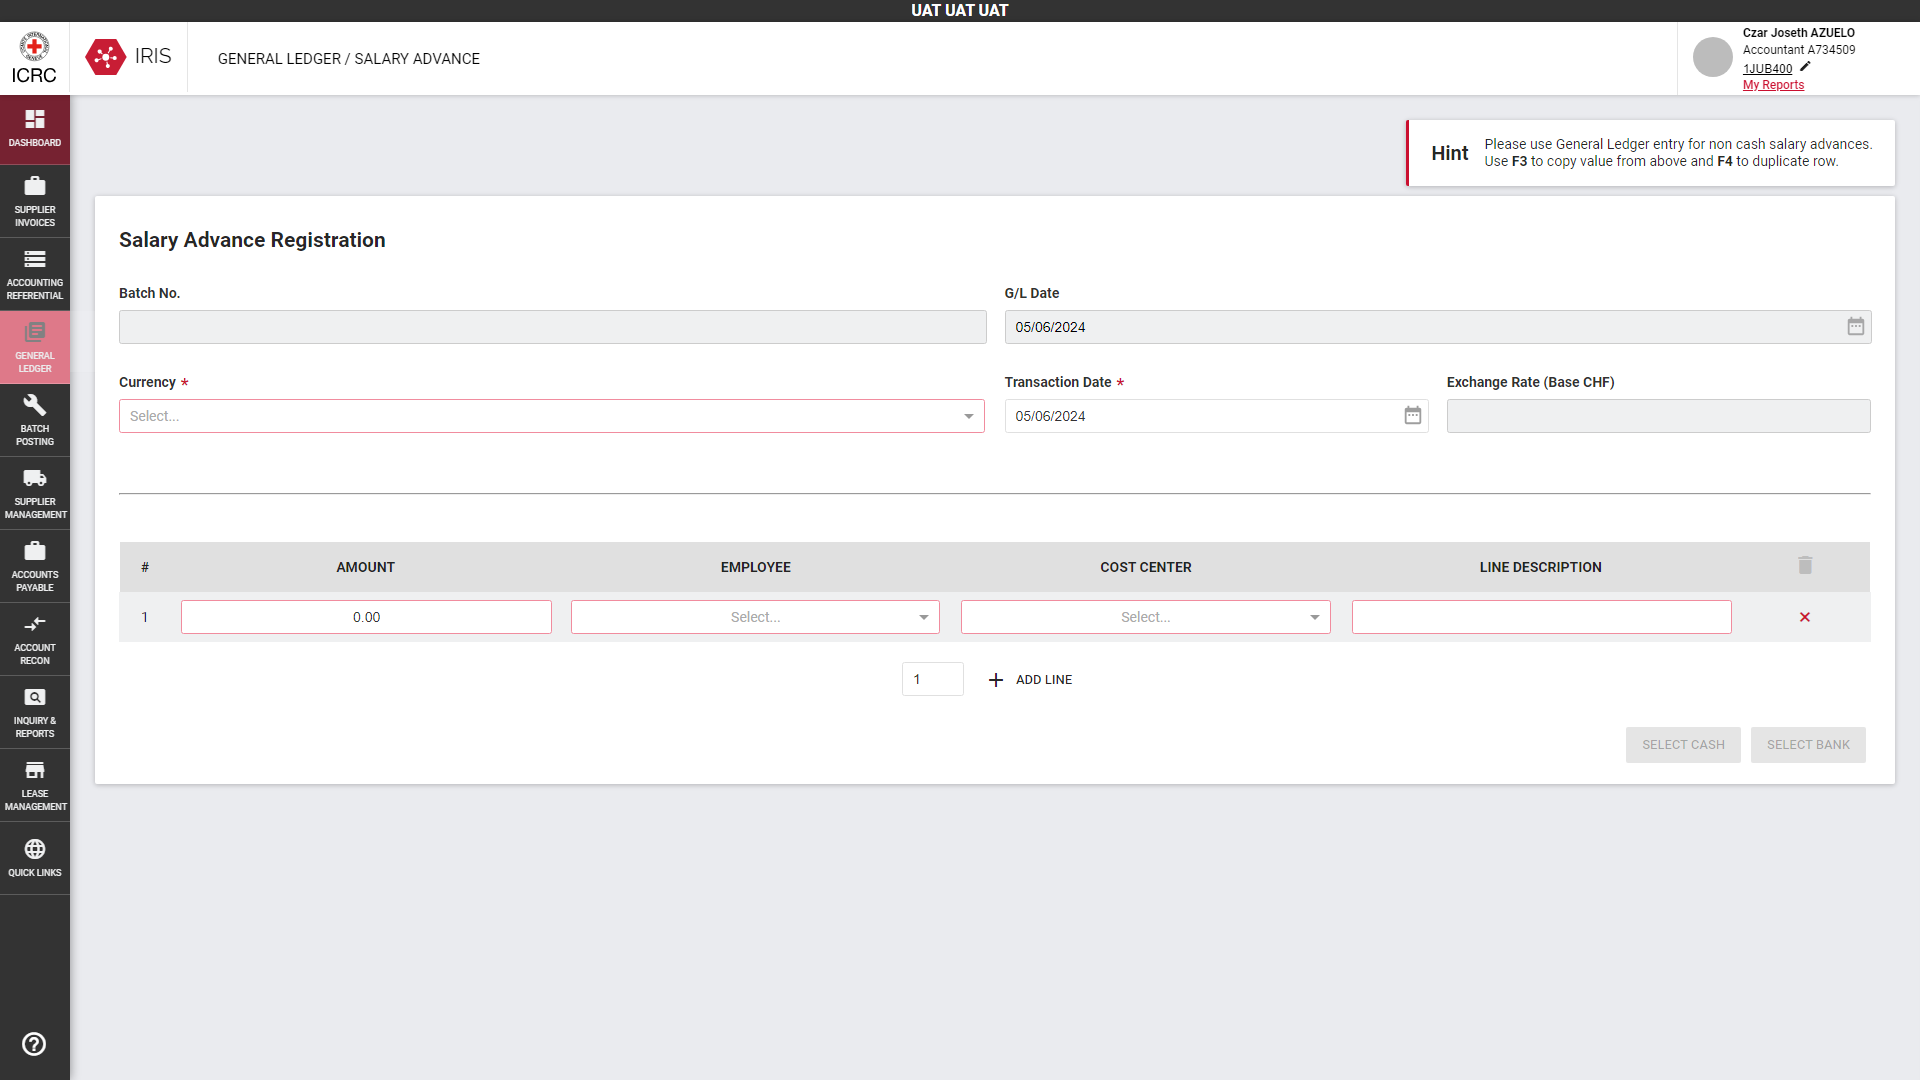 UAT UAT UAT
ICRC
IRIS
GENERAL LEDGER / SALARY ADVANCE
Czar Joseth AZUELO
Accountant A734509
1JUB400
My Reports
DASHBOARD
SUPPLIER
INVOICES
ACCOUNTING
REFERENTIAL
GENERAL
LEDGER
BATCH
POSTING
SUPPLIER
MANAGEMENT
ACCOUNTS
PAYABLE
ACCOUNT
RECON
INQUIRY &
REPORTS
LEASE
MANAGEMENT
QUICK LINKS
Hint
Please use General Ledger entry for non cash salary advances.
Use F3 to copy value from above and F4 to duplicate row.
Salary Advance Registration
Batch No.
G/L Date
05/06/2024
Currency *
Transaction Date *
Exchange Rate (Base CHF)
Select...
05/06/2024
# AMOUNT EMPLOYEE COST CENTER LINE DESCRIPTION
1 0.00 Select... Select...
1 ADD LINE
SELECT CASH SELECT BANK